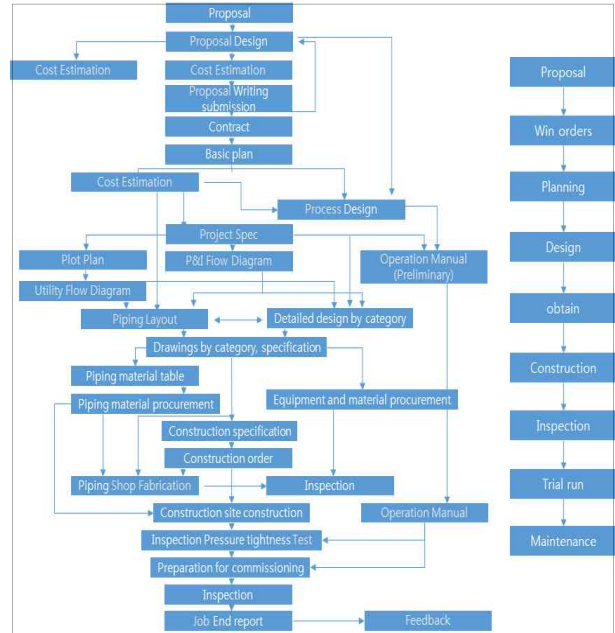 Proposal
Proposal Design
Cost Estimation
Cost Estimation
Proposal Writing
submission
Contract
Basic plan
Cost Estimation
Process Design
Project Spec
Plot Plan
P&I Flow Diagram
Operation Manual
(Preliminary)
Utility Flow Diagram
Piping Layout
Detailed design by category
Drawings by category, specification
Piping material table
Piping material procurement
Equipment and material procurement
Construction specification
Construction order
Piping Shop Fabrication
Inspection
Construction site construction
Operation Manual
Inspection Pressure tightness Test
Preparation for commissioning
Inspection
Job End report
Feedback
Proposal
Win orders
Planning
Design
obtain
Construction
Inspection
Trial run
Maintenance